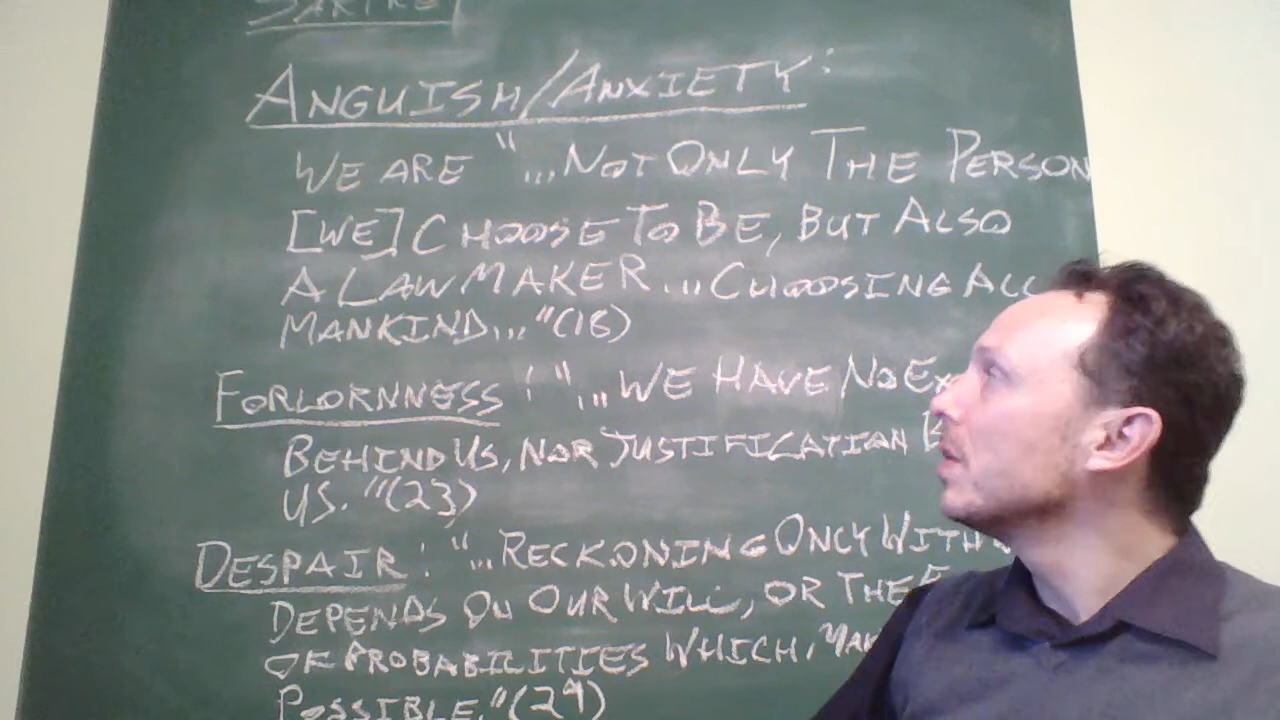 SARTRE
ANGUISH/ANXIETY:
WE ARE "...NOT ONLY THE PERSON
[WE] CHOOSE TO BE, BUT ALSO
A LAWMAKER...CHOOSING ALL
MANKIND..."(18)
FORLORNNESS: "...WE HAVE NO
BEHIND US, NOR JUSTIFICATION
US."(23)
DESPAIR: "...RECKONING ONLY WITH
DEPENDS ON OUR WILL, OR THE
OF PROBABILITIES WHICH,
POSSIBLE."(29)